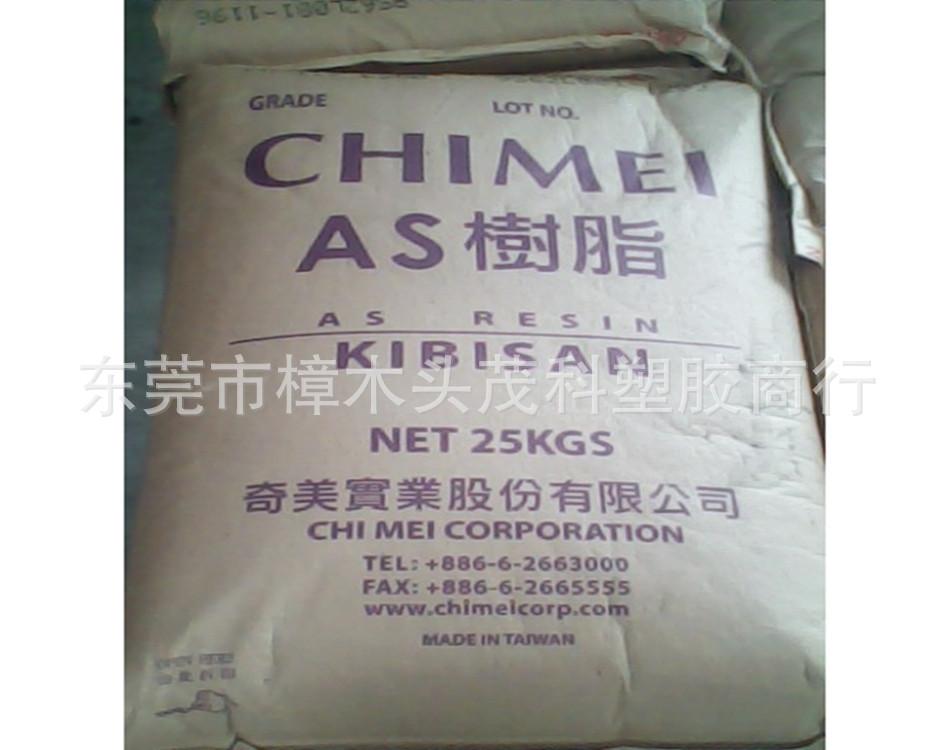 GRADE LOT NO.
CHIMEI
AS樹脂
AS RESIN
KIBISAN
东莞市樟木头茂科塑胶商行
NET 25KGS
奇美實業股份有限公司
CHI MEI CORPORATION
TEL: +886-6-2663000
FAX: +886-6-2665555
www.chimeicorp.com
MADE IN TAIWAN
OPEN HERE